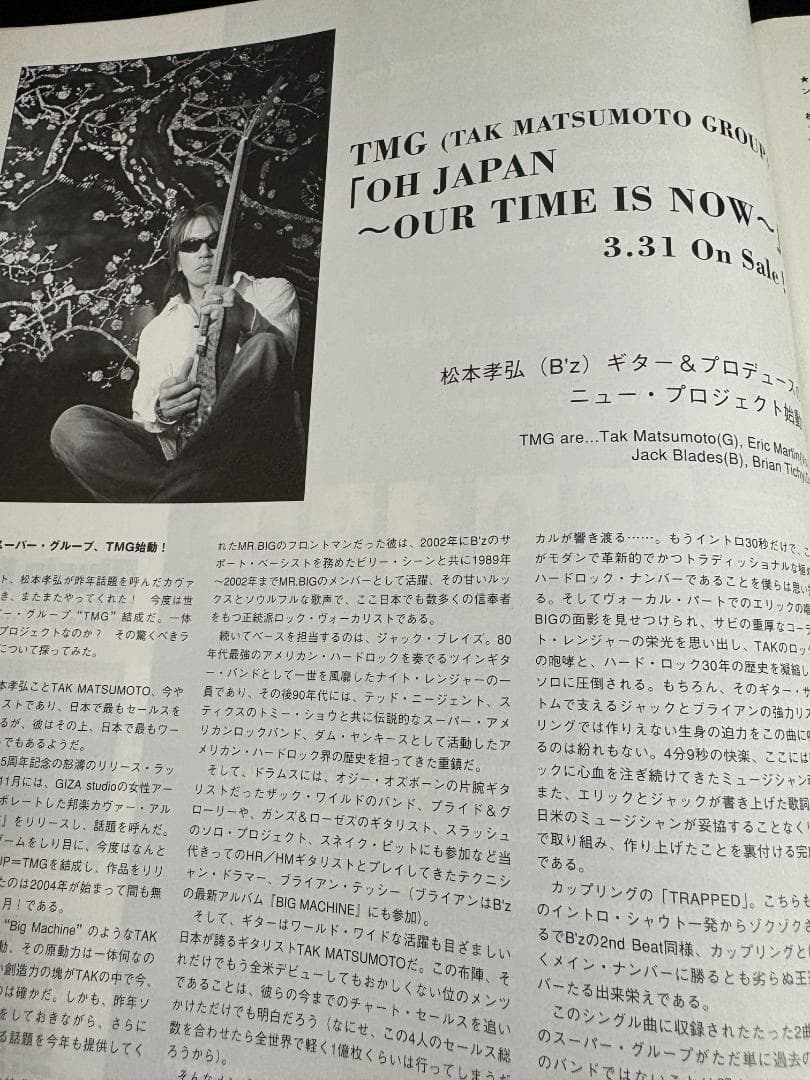 TMG (TAK MATSUMOTO GROUP)
「OH JAPAN
～OUR TIME IS NOW～」
3.31 On Sale!
松本孝弘（B'z）ギター＆プロデュース
ニュー・プロジェクト始動
TMG are...Tak Matsumoto(G), Eric Martin
Jack Blades(B), Brian Tichy
スーパー・グループ、TMG始動！
ト、松本孝弘が昨年話題を呼んだカヴァ
き、またまたやってくれた！　今度は世
ー・グループ“TMG”結成だ。一体
プロジェクトなのか？　その驚くべきラ
について探ってみた。
本孝弘ことTAK MATSUMOTO、今や
ストであり、日本で最もセールスを
るが、彼はその上、日本で最もワー
でもあるようだ。
5周年記念の怒濤のリリース・ラッ
11月には、GIZA studioの女性アー
ボレートした邦楽カヴァー・アル
』をリリースし、話題を呼んだ。
ームをしり目に、今度はなんと
UP＝TMGを結成し、作品をリリ
たのは2004年が始まって間も無
月！である。
“Big Machine”のようなTAK
動、その原動力は一体何なの
創造力の塊がTAKの中で今、
のは確かだ。しかも、昨年ソ
をしておきながら、さらに
る話題を今年も提供してく
れたMR.BIGのフロントマンだった彼は、2002年にB'zのサ
ポート・ベーシストを務めたビリー・シーンと共に1989年
～2002年までMR.BIGのメンバーとして活躍、その甘いルッ
クスとソウルフルな歌声で、ここ日本でも数多くの信奉者
をもつ正統派ロック・ヴォーカリストである。
続いてベースを担当するのは、ジャック・ブレイズ。80
年代最強のアメリカン・ハードロックを奏でるツインギタ
ー・バンドとして一世を風靡したナイト・レンジャーの一
員であり、その後90年代には、テッド・ニージェント、ス
ティクスのトミー・ショウと共に伝説的なスーパー・アメ
リカンロックバンド、ダム・ヤンキースとして活動したア
メリカン・ハードロック界の歴史を担ってきた重鎮だ。
そして、ドラムスには、オジー・オズボーンの片腕ギタ
リストだったザック・ワイルドのバンド、プライド＆グ
ローリーや、ガンズ＆ローゼズのギタリスト、スラッシュ
のソロ・プロジェクト、スネイク・ピットにも参加など当
代きってのHR／HMギタリストとプレイしてきたテクニシ
ャン・ドラマー、ブライアン・テッシー（ブライアンはB'z
の最新アルバム『BIG MACHINE』にも参加）。
そして、ギターはワールド・ワイドな活躍も目ざましい
日本が誇るギタリストTAK MATSUMOTOだ。この布陣、そ
れだけでもう全米デビューしてもおかしくない位のメンツ
であることは、彼らの今までのチャート・セールスを追い
かけただけでも明白だろう（なにせ、この4人のセールス総
数を合わせたら全世界で軽く1億枚くらいは行ってしまうだ
ろうから）。
カルが響き渡る……。もうイントロ30秒だけで、こ
がモダンで革新的でかつトラディッショナルな極
ハードロック・ナンバーであることを僕らは思い
る。そしてヴォーカル・パートでのエリックの
BIGの面影を見せつけられ、サビの重厚なコー
ト・レンジャーの栄光を思い出し、TAKのロッ
の咆哮と、ハード・ロック30年の歴史を凝縮し
ソロに圧倒される。もちろん、そのギター・サ
トムで支えるジャックとブライアンの強力リズ
リングでは作りえない生身の迫力をこの曲に
るのは紛れもない。4分9秒の快楽、ここには
ックに心血を注ぎ続けてきたミュージシャン
また、エリックとジャックが書き上げた歌詞
日米のミュージシャンが妥協することなく
で取り組み、作り上げたことを裏付ける完
である。
カップリングの「TRAPPED」。こちらも
のイントロ・シャウト一発からゾクゾクさ
るでB'zの2nd Beat同様、カップリングと
くメイン・ナンバーに勝るとも劣らぬ王
バーたる出来栄えである。
このシングル曲に収録されたたった2曲
のスーパー・グループがただ単に過去の
のバンドではないこと